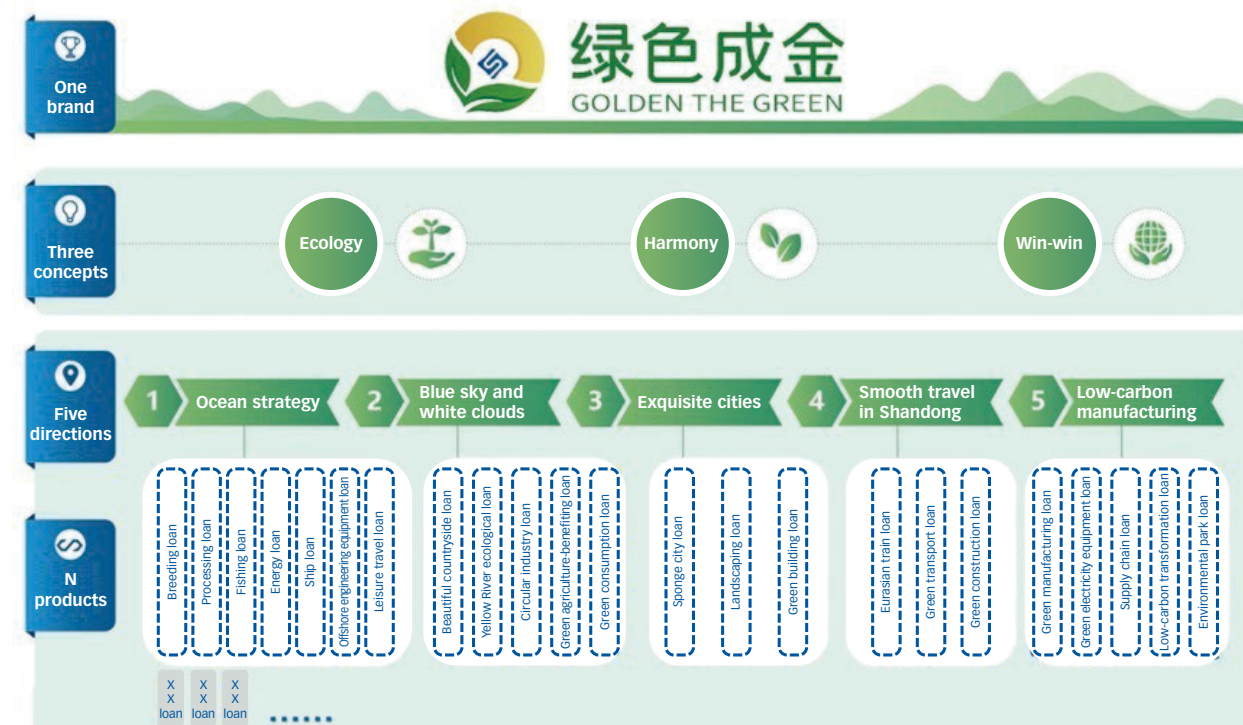 One
brand
绿色成金
GOLDEN THE GREEN
Three
concepts
Ecology
Harmony
Win-win
Five
directions
1
Ocean strategy
2
Blue sky and
white clouds
3
Exquisite cities
4
Smooth travel
in Shandong
5
Low-carbon
manufacturing
N
products
Breeding loan
Processing loan
Fishing loan
Energy loan
Ship loan
Offshore engineering equipment loan
Leisure travel loan
Beautiful countryside loan
Yellow River ecological loan
Circular industry loan
Green agriculture-benefiting loan
Green consumption loan
Sponge city loan
Landscaping loan
Green building loan
Eurasian train loan
Green transport loan
Green construction loan
Green manufacturing loan
Green electricity equipment loan
Supply chain loan
Low-carbon transformation loan
Environmental park loan
X
X
loan
X
X
loan
X
X
loan
......